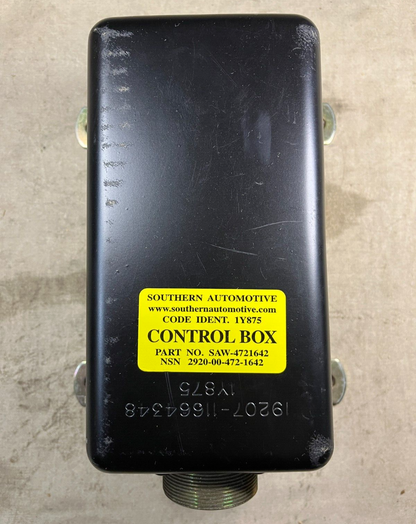 SOUTHERN AUTOMOTIVE
www.southernautomotive.com
CODE IDENT. 1Y875
CONTROL BOX
PART NO. SAW-4721642
NSN 2920-00-472-1642
19207-11664348
1Y875